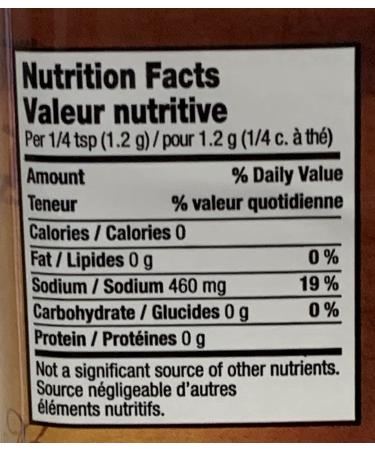 Nutrition Facts
Valeur nutritive
Per 1/4 tsp (1.2 g) / pour 1.2 g (1/4 c. à thé)
Amount % Daily Value
Teneur % valeur quotidienne
Calories / Calories 0
Fat / Lipides 0 g 0 %
Sodium / Sodium 460 mg 19 %
Carbohydrate / Glucides 0 g 0 %
Protein / Protéines 0 g
Not a significant source of other nutrients.
Source négligeable d'autres
éléments nutritifs.